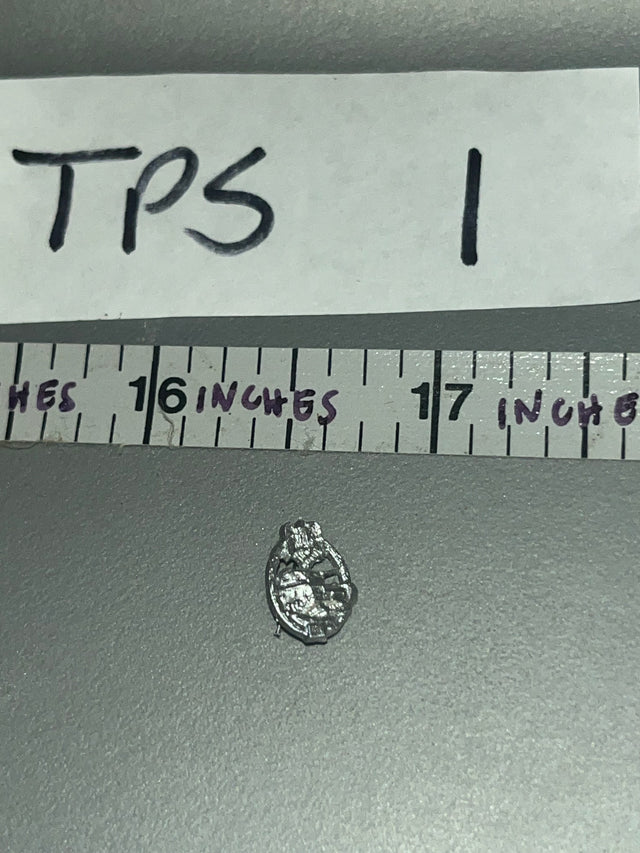 TPS 1
HES 16 INCHES 17 INCHE